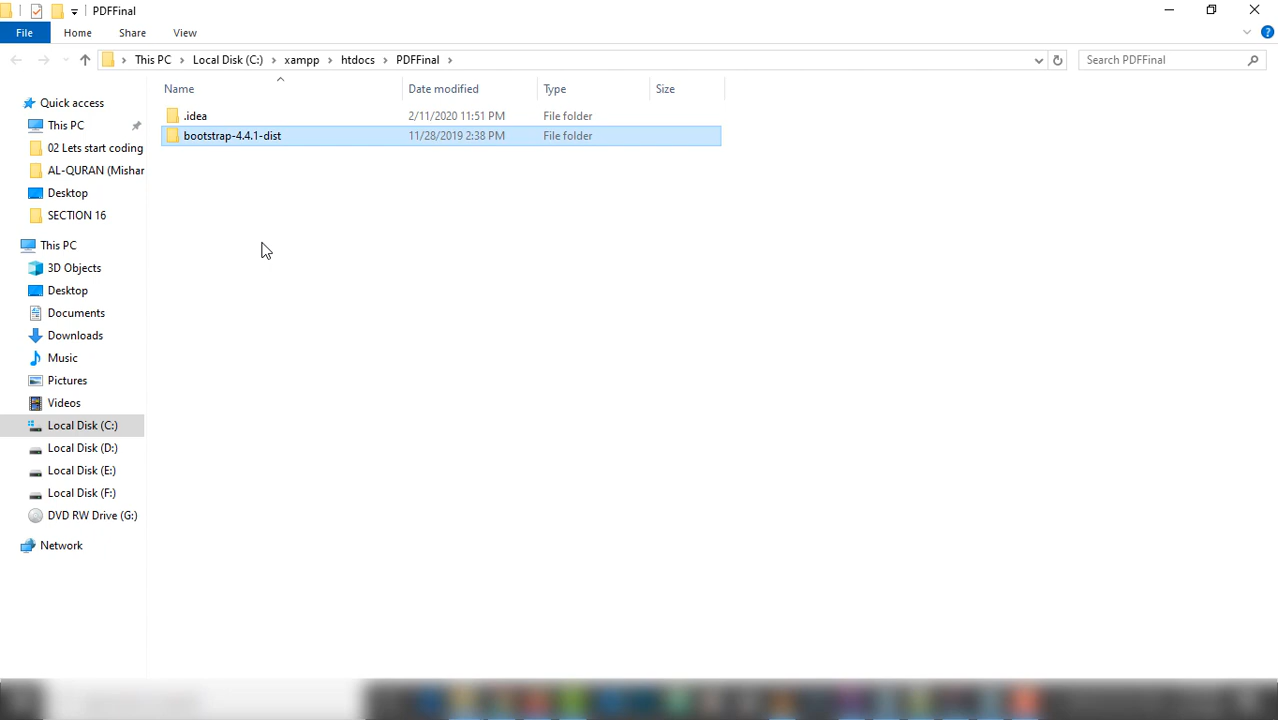 PDFFinal
File Home Share View
This PC Local Disk (C:) xampp htdocs PDFFinal
Search PDFFinal
Name Date modified Type Size
.idea 2/11/2020 11:51 PM File folder
bootstrap-4.4.1-dist 11/28/2019 2:38 PM File folder
Quick access
This PC
02 Lets start coding
AL-QURAN (Mishar
Desktop
SECTION 16
This PC
3D Objects
Desktop
Documents
Downloads
Music
Pictures
Videos
Local Disk (C:)
Local Disk (D:)
Local Disk (E:)
Local Disk (F:)
DVD RW Drive (G:)
Network